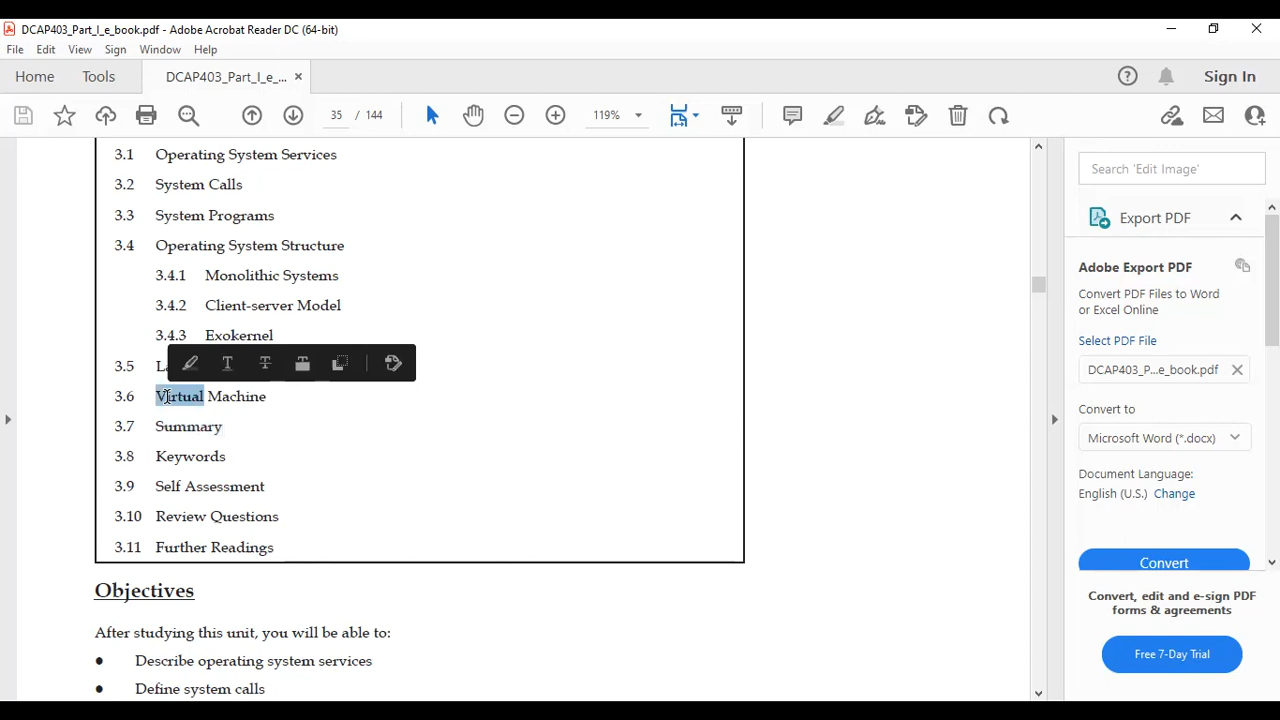 DCAP403_Part_I_e_book.pdf - Adobe Acrobat Reader DC (64-bit)
File Edit View Sign Window Help
Home Tools DCAP403_Part_I_e_... × Sign In
35 / 144 119%
3.1 Operating System Services
3.2 System Calls
3.3 System Programs
3.4 Operating System Structure
3.4.1 Monolithic Systems
3.4.2 Client-server Model
3.4.3 Exokernel
3.5
3.6 Virtual Machine
3.7 Summary
3.8 Keywords
3.9 Self Assessment
3.10 Review Questions
3.11 Further Readings
Objectives
After studying this unit, you will be able to:
● Describe operating system services
● Define system calls
Search 'Edit Image'
Export PDF
Adobe Export PDF
Convert PDF Files to Word
or Excel Online
Select PDF File
DCAP403_P...e_book.pdf
Convert to
Microsoft Word (*.docx)
Document Language:
English (U.S.) Change
Convert
Convert, edit and e-sign PDF
forms & agreements
Free 7-Day Trial